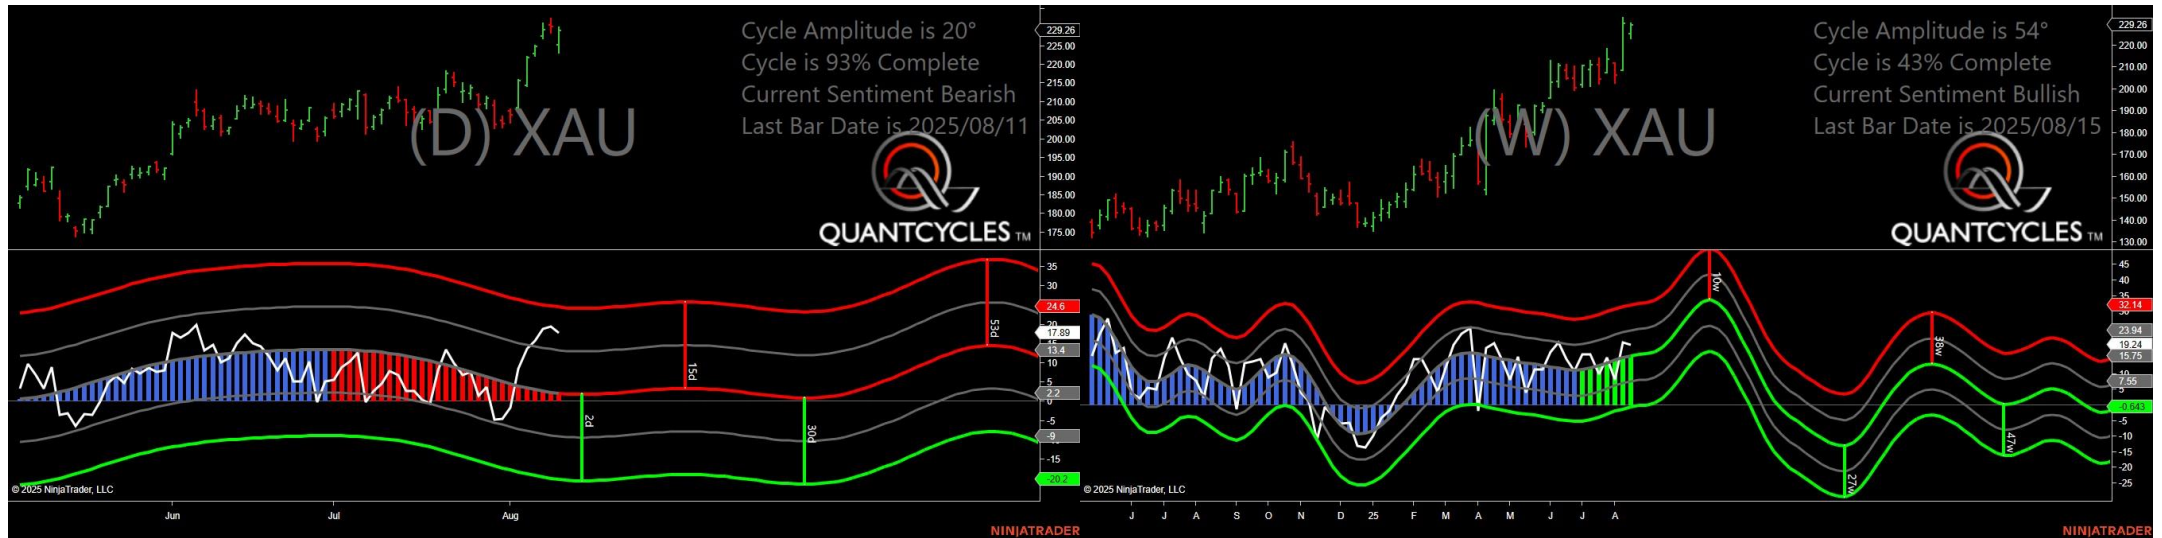 Cycle Amplitude is 20°
Cycle is 93% Complete
Current Sentiment Bearish
Last Bar Date is 2025/08/11
(D) XAU
QUANTCYCLES TM
229.26
225.00
220.00
215.00
210.00
205.00
200.00
195.00
190.00
185.00
180.00
175.00
35
30
24.6
20
17.89
15
13.4
10
5
2.2
0
-5
-9
-15
-20.2
2d
15d
30d
53d
© 2025 NinjaTrader, LLC
Jun
Jul
Aug
NINJATRADER
Cycle Amplitude is 54°
Cycle is 43% Complete
Current Sentiment Bullish
Last Bar Date is 2025/08/15
(W) XAU
QUANTCYCLES TM
229.26
220.00
210.00
200.00
190.00
180.00
170.00
160.00
150.00
140.00
130.00
45
40
35
32.14
30
23.94
19.24
15.75
10
7.55
5
-0.643
-5
-10
-15
-20
-25
10w
27w
38w
47w
© 2025 NinjaTrader, LLC
J J A S O N D 25 F M A M J J A
NINJATRADER